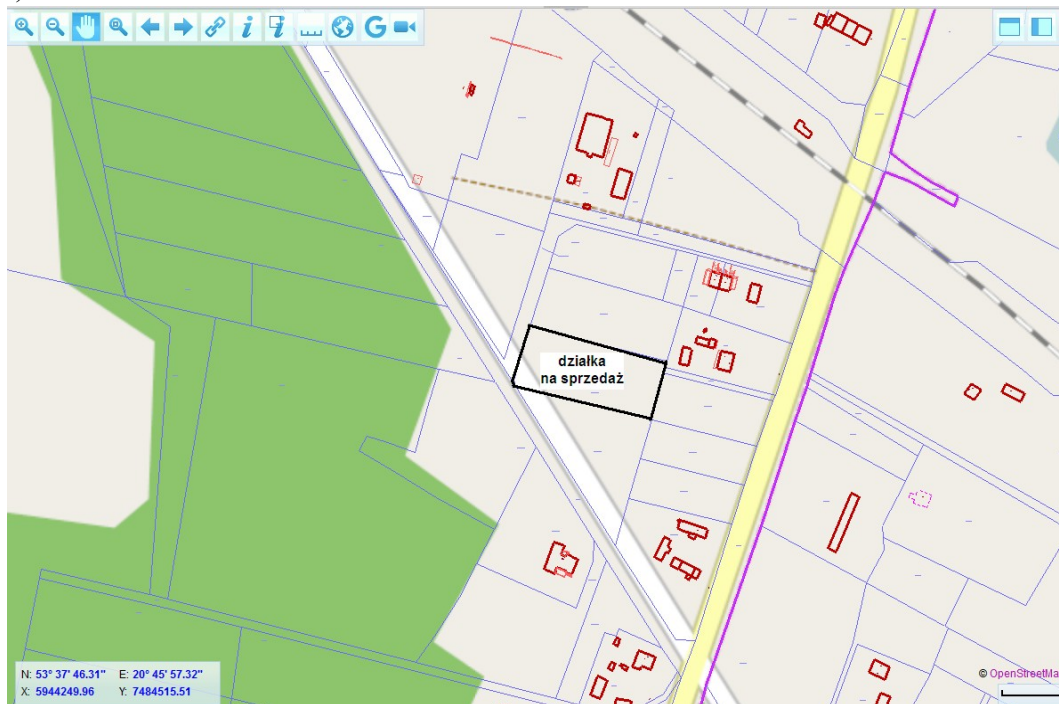 działka
na sprzedaż
N: 53° 37' 46.31" E: 20° 45' 57.32"
X: 5944249.96 Y: 7484515.51
© OpenStreetMa